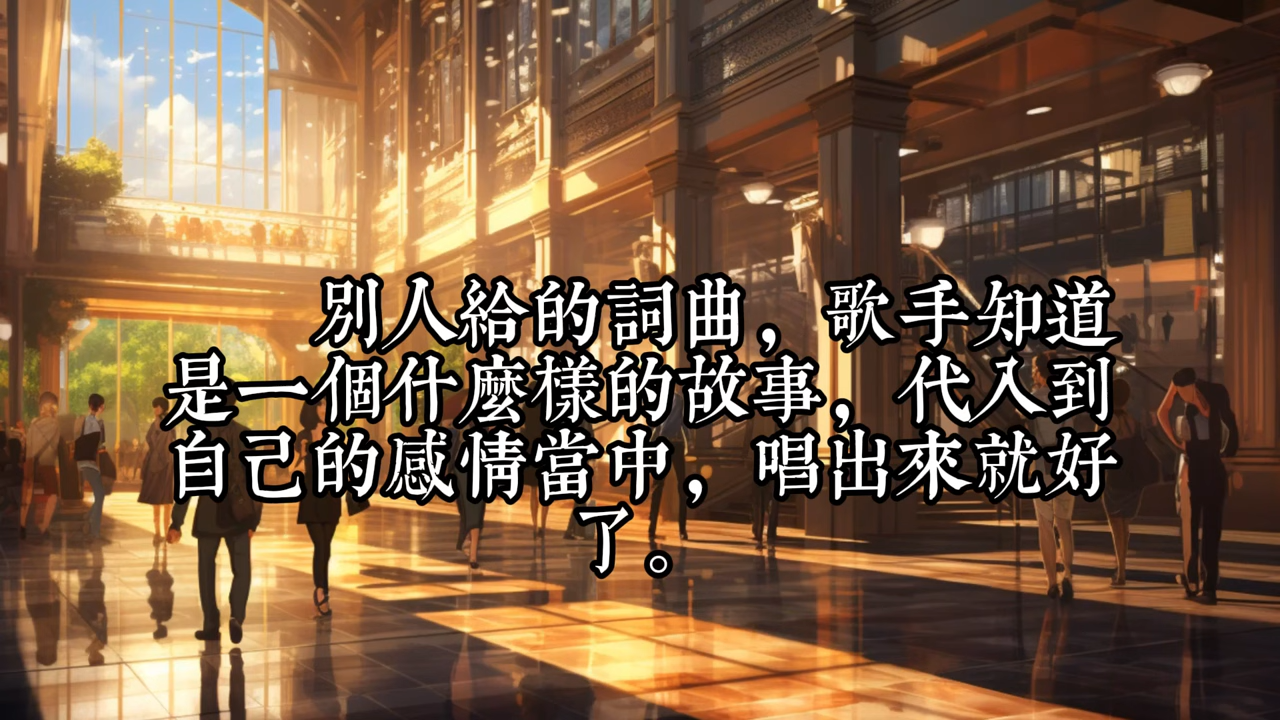 別人給的詞曲，歌手知道
是一個什麼樣的故事，代入到
自己的感情當中，唱出來就好
了。